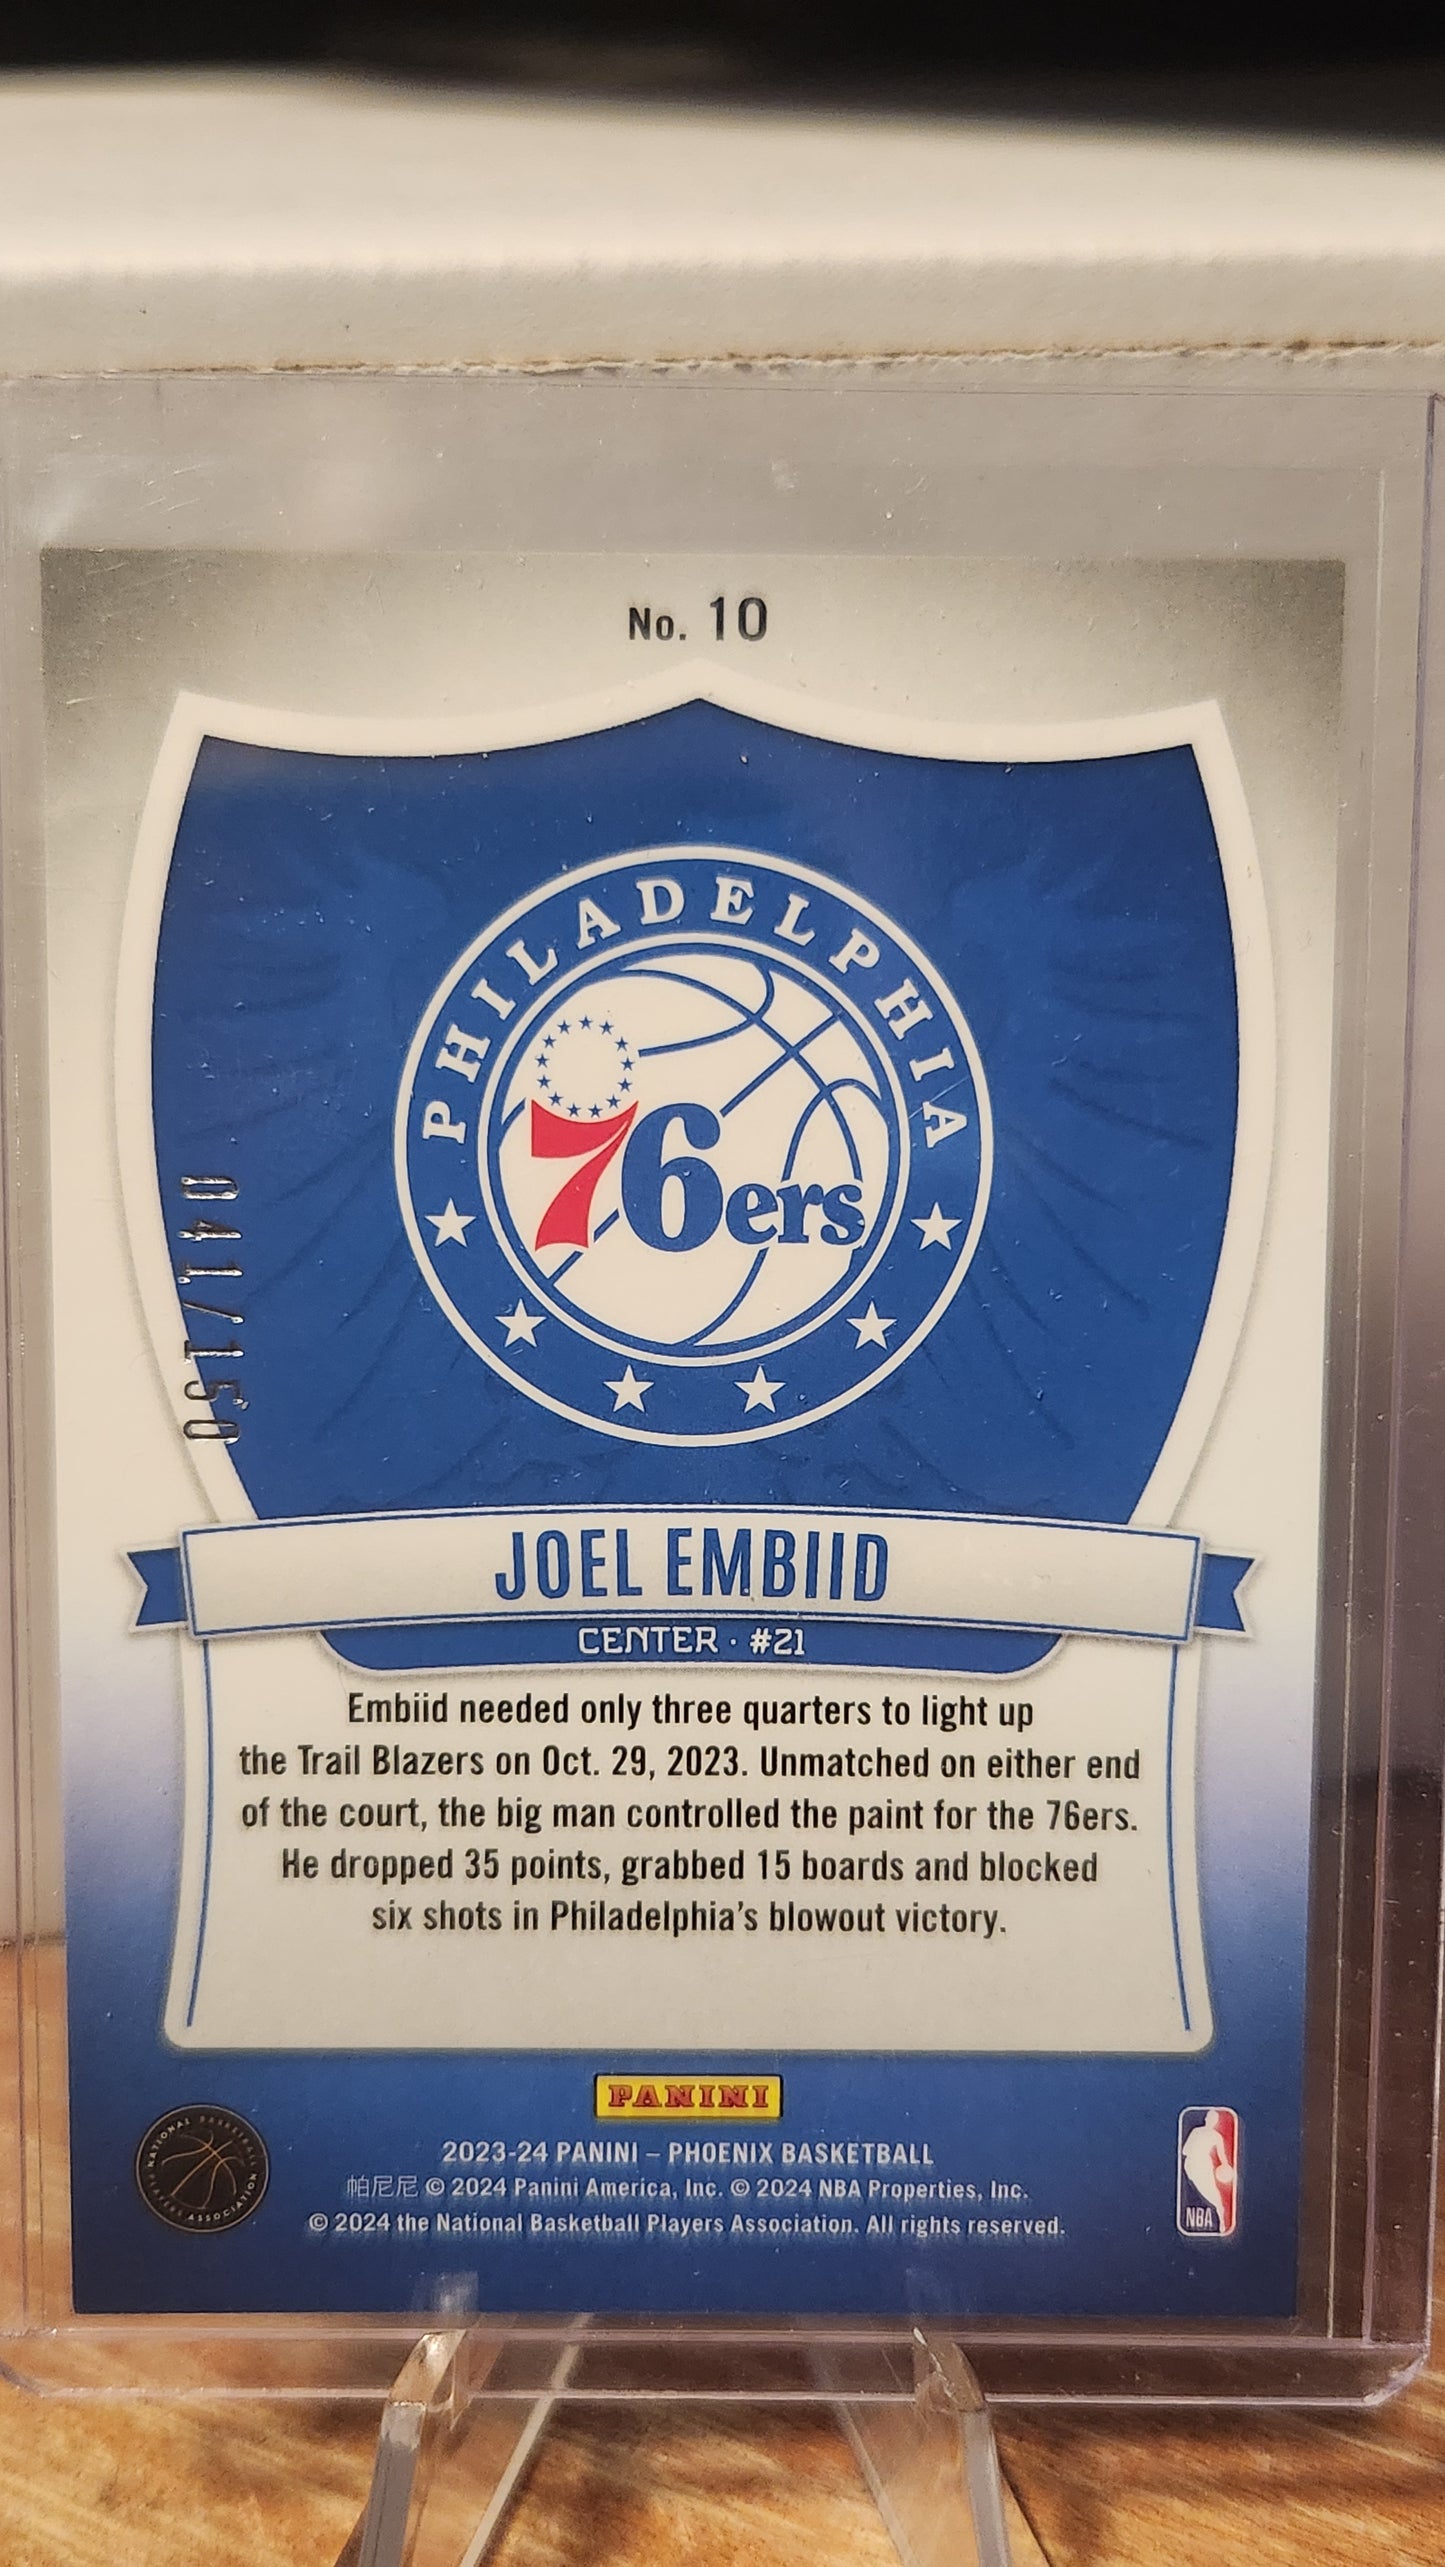 No. 10
PHILADELPHIA
76ers
041/150
JOEL EMBIID
CENTER · #21
Embiid needed only three quarters to light up
the Trail Blazers on Oct. 29, 2023. Unmatched on either end
of the court, the big man controlled the paint for the 76ers.
He dropped 35 points, grabbed 15 boards and blocked
six shots in Philadelphia's blowout victory.
PANINI
2023-24 PANINI – PHOENIX BASKETBALL
帕尼尼 © 2024 Panini America, Inc. © 2024 NBA Properties, Inc.
© 2024 the National Basketball Players Association. All rights reserved.
NATIONAL BASKETBALL
PLAYERS ASSOCIATION
NBA